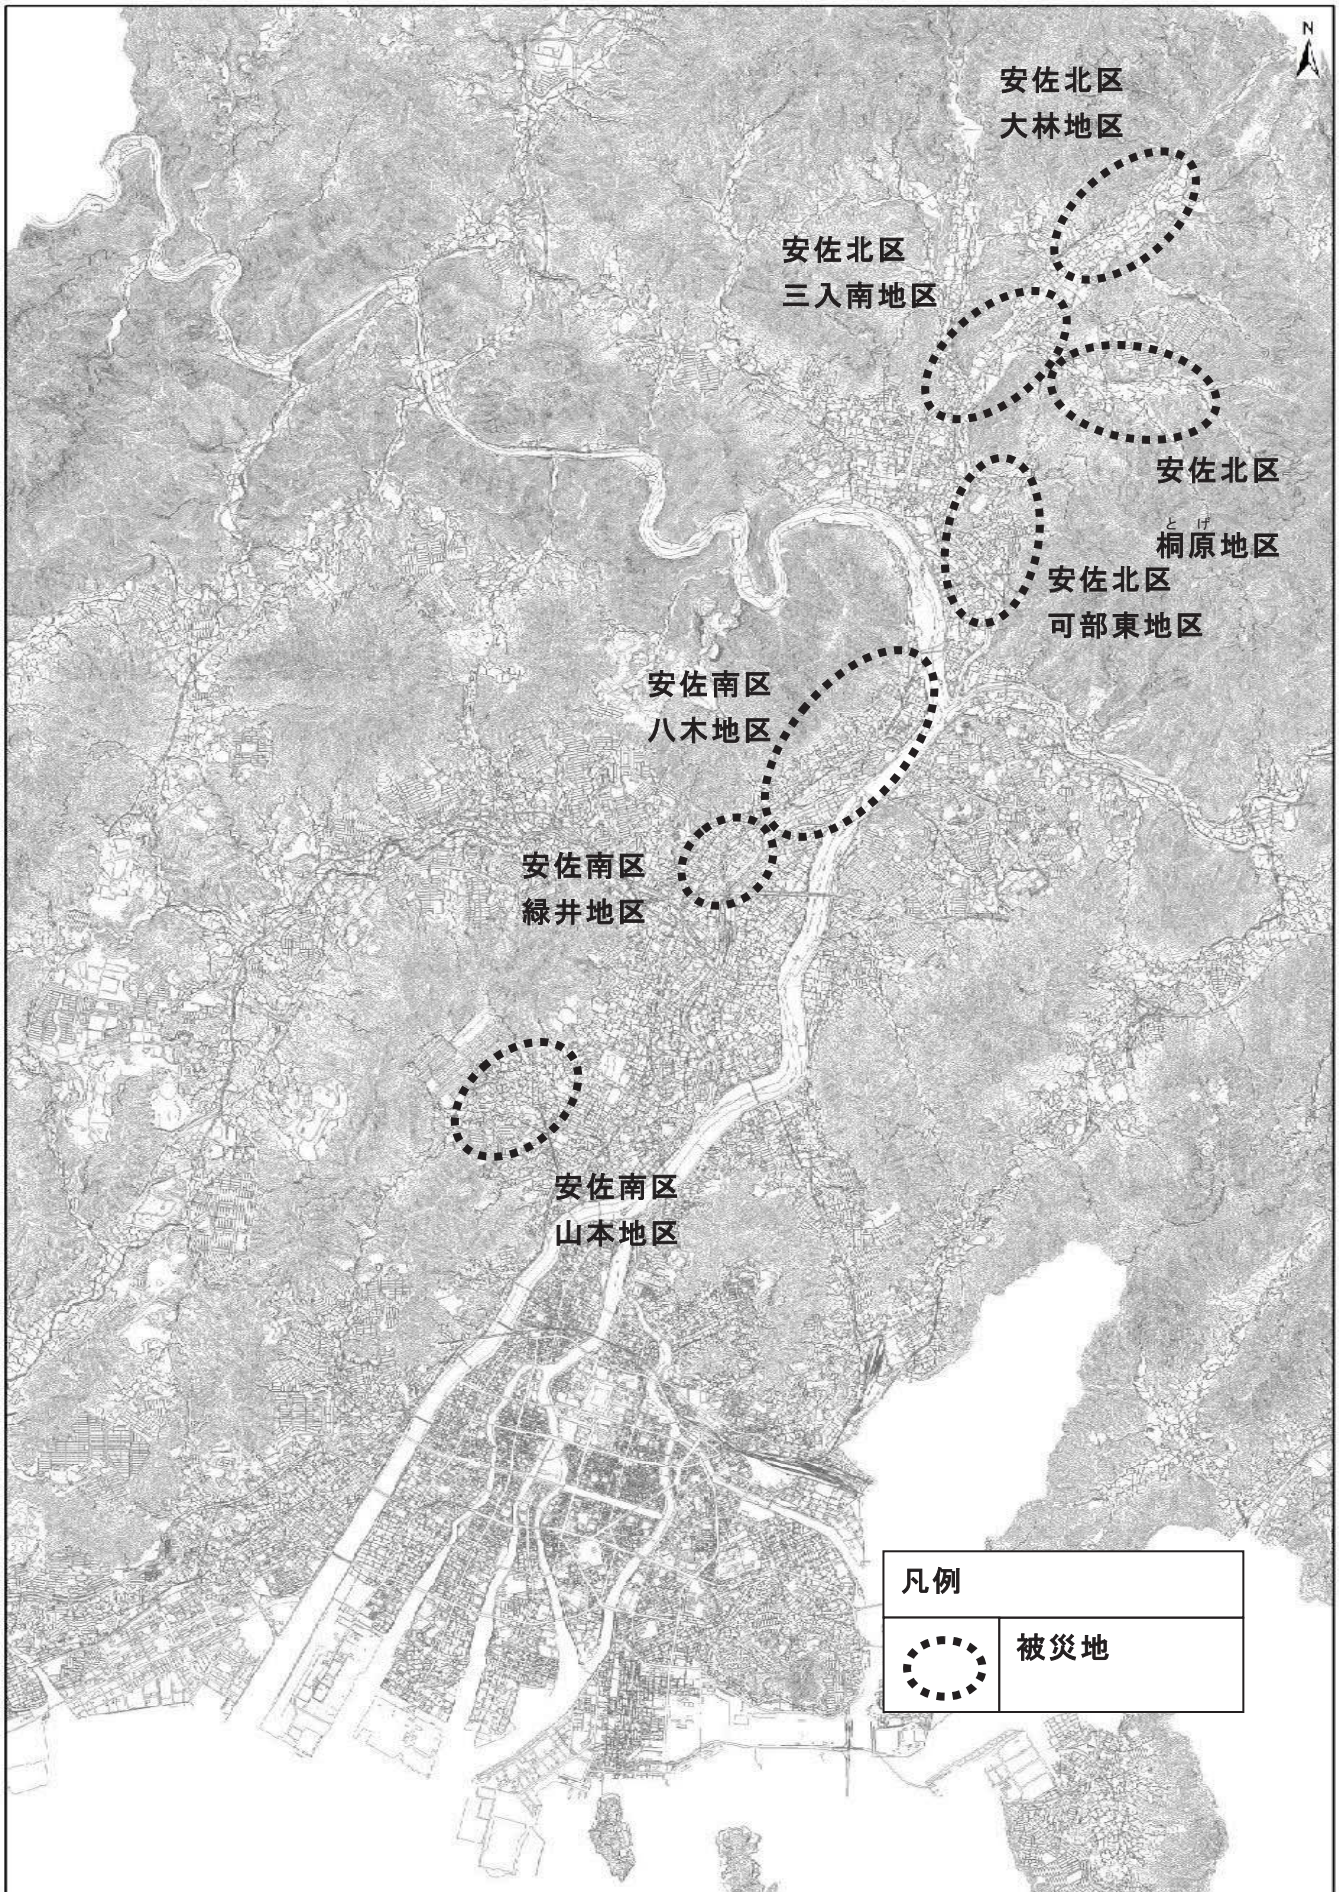 N
安佐北区
大林地区
安佐北区
三入南地区
安佐北区
とげ
桐原地区
安佐北区
可部東地区
安佐南区
八木地区
安佐南区
緑井地区
安佐南区
山本地区
凡例
被災地